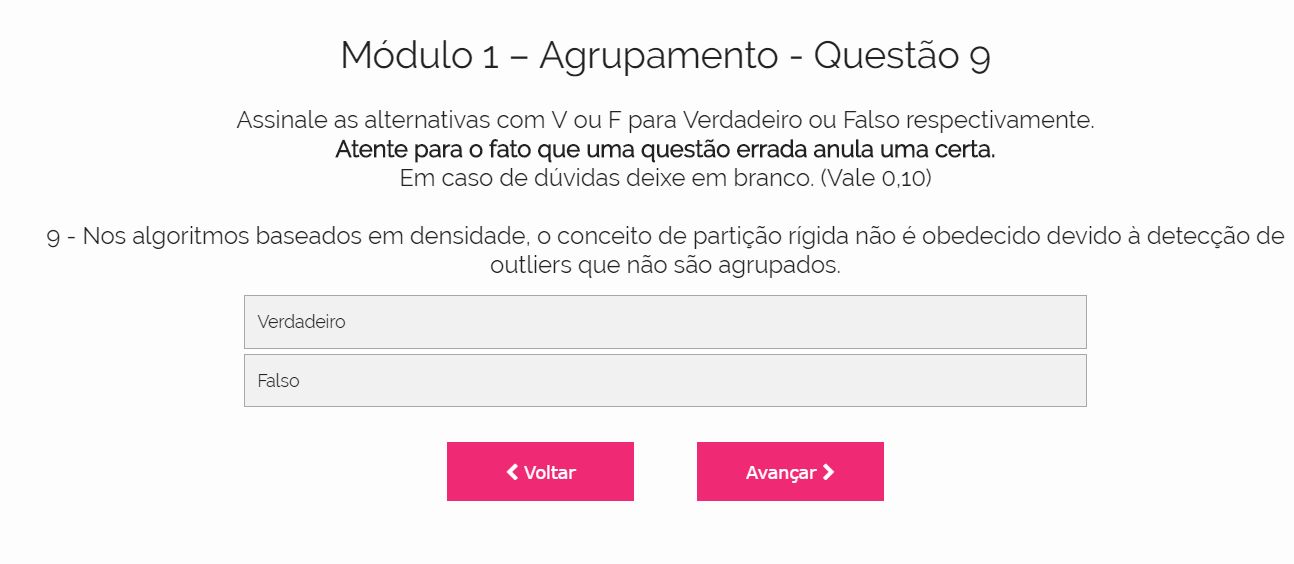 Módulo 1 – Agrupamento - Questão 9
Assinale as alternativas com V ou F para Verdadeiro ou Falso respectivamente.
Atente para o fato que uma questão errada anula uma certa.
Em caso de dúvidas deixe em branco. (Vale 0,10)
9 - Nos algoritmos baseados em densidade, o conceito de partição rígida não é obedecido devido à detecção de
outliers que não são agrupados.
Verdadeiro
Falso
Voltar
Avançar